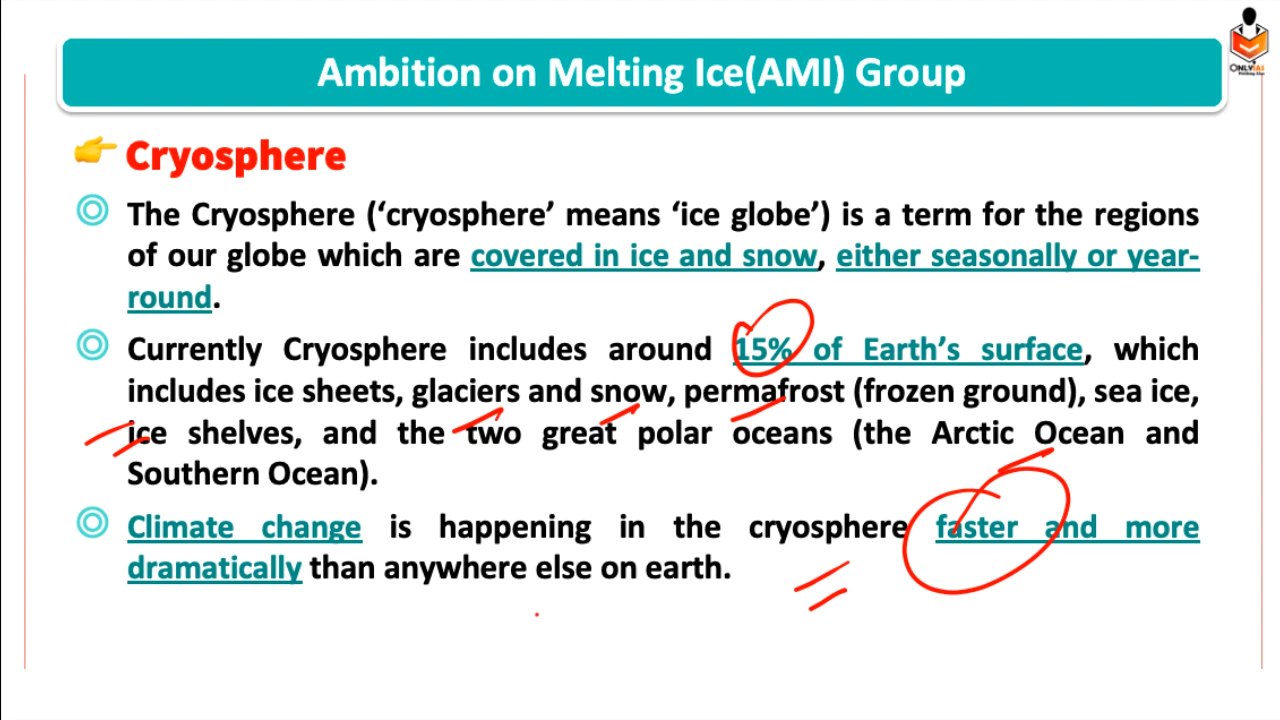 Ambition on Melting Ice(AMI) Group
ONLYIAS
Cryosphere
The Cryosphere (‘cryosphere’ means ‘ice globe’) is a term for the regions
of our globe which are covered in ice and snow, either seasonally or year-
round.
Currently Cryosphere includes around 15% of Earth’s surface, which
includes ice sheets, glaciers and snow, permafrost (frozen ground), sea ice,
ice shelves, and the two great polar oceans (the Arctic Ocean and
Southern Ocean).
Climate change is happening in the cryosphere faster and more
dramatically than anywhere else on earth.